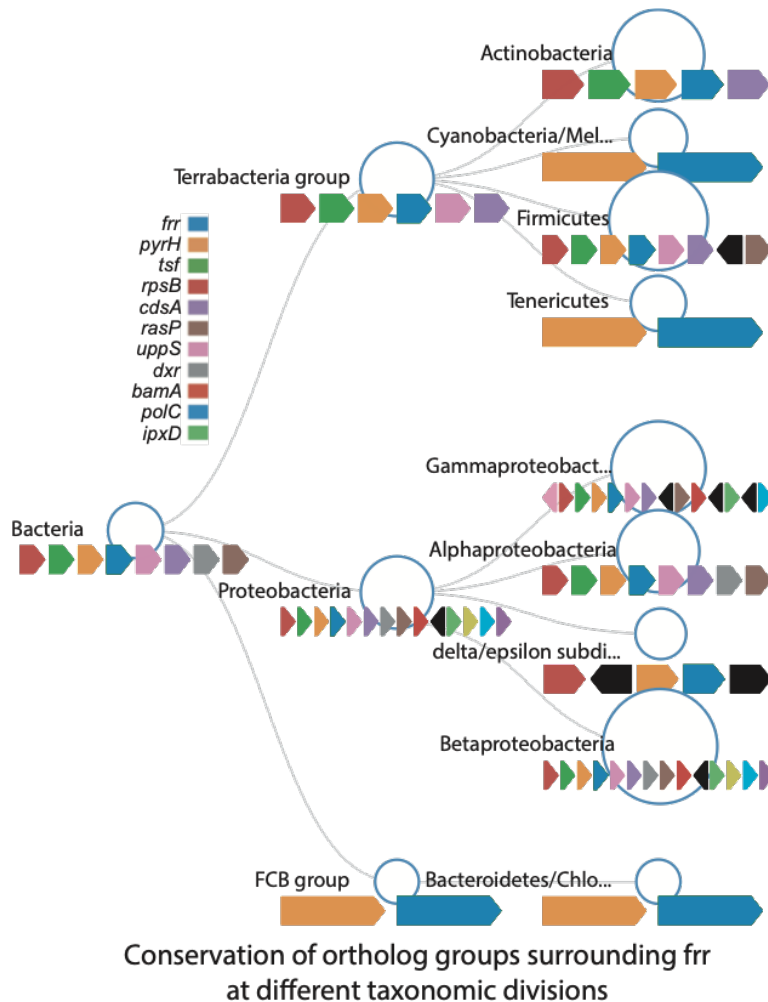 Actinobacteria
Cyanobacteria/Mel...
Terrabacteria group
Firmicutes
Tenericutes
frr
pyrH
tsf
rpsB
cdsA
rasP
uppS
dxr
bamA
polC
ipxD
Gammaproteobact...
Bacteria
Alphaproteobacteria
Proteobacteria
delta/epsilon subdi...
Betaproteobacteria
FCB group
Bacteroidetes/Chlo...
Conservation of ortholog groups surrounding frr
at different taxonomic divisions